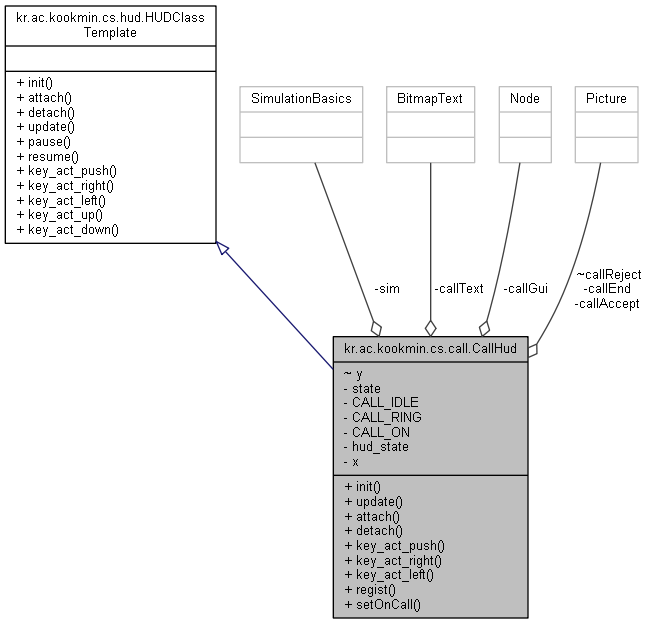 kr.ac.kookmin.cs.hud.HUDClass
Template
+ init()
+ attach()
+ detach()
+ update()
+ pause()
+ resume()
+ key_act_push()
+ key_act_right()
+ key_act_left()
+ key_act_up()
+ key_act_down()
SimulationBasics
BitmapText
Node
Picture
-sim
-callText
-callGui
~callReject
-callEnd
-callAccept
kr.ac.kookmin.cs.call.CallHud
~ y
- state
- CALL_IDLE
- CALL_RING
- CALL_ON
- hud_state
- x
+ init()
+ update()
+ attach()
+ detach()
+ key_act_push()
+ key_act_right()
+ key_act_left()
+ regist()
+ setOnCall()